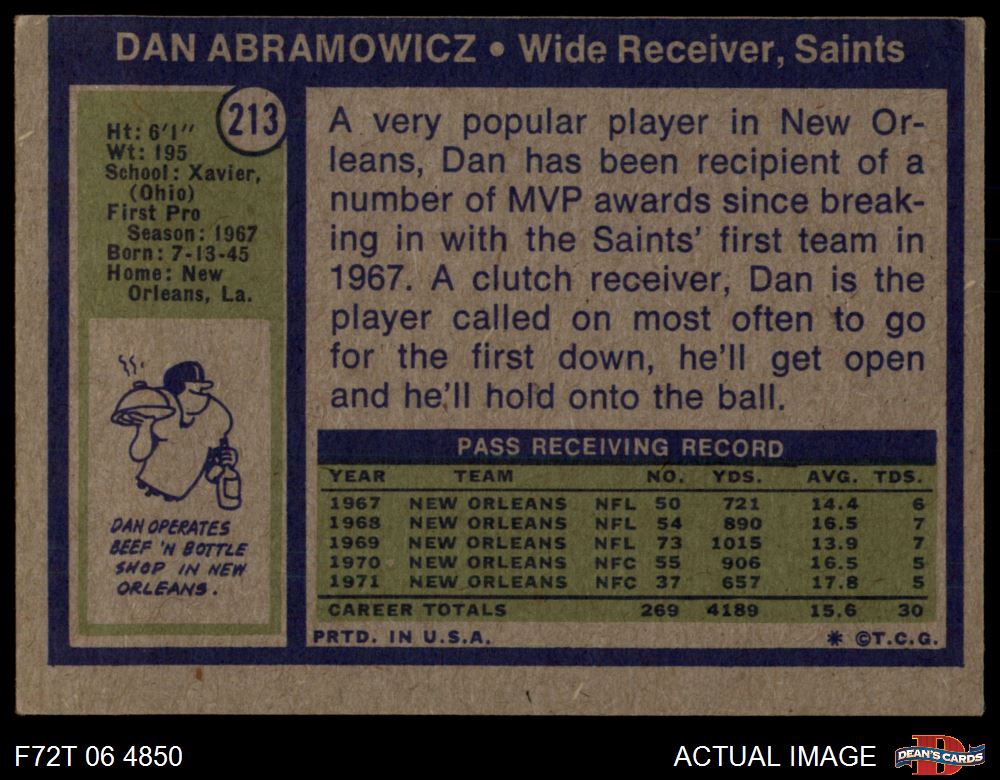 DAN ABRAMOWICZ • Wide Receiver, Saints
213
Ht: 6'1"
Wt: 195
School: Xavier,
(Ohio)
First Pro
Season: 1967
Born: 7-13-45
Home: New
Orleans, La.
DAN OPERATES
BEEF 'N BOTTLE
SHOP IN NEW
ORLEANS.
A very popular player in New Or-
leans, Dan has been recipient of a
number of MVP awards since break-
ing in with the Saints' first team in
1967. A clutch receiver, Dan is the
player called on most often to go
for the first down, he'll get open
and he'll hold onto the ball.
PASS RECEIVING RECORD
YEAR TEAM NO. YDS. AVG. TDS.
1967 NEW ORLEANS NFL 50 721 14.4 6
1968 NEW ORLEANS NFL 54 890 16.5 7
1969 NEW ORLEANS NFL 73 1015 13.9 7
1970 NEW ORLEANS NFC 55 906 16.5 5
1971 NEW ORLEANS NFC 37 657 17.8 5
CAREER TOTALS 269 4189 15.6 30
PRTD. IN U.S.A. * ©T.C.G.
F72T 06 4850 ACTUAL IMAGE DEAN'S CARDS